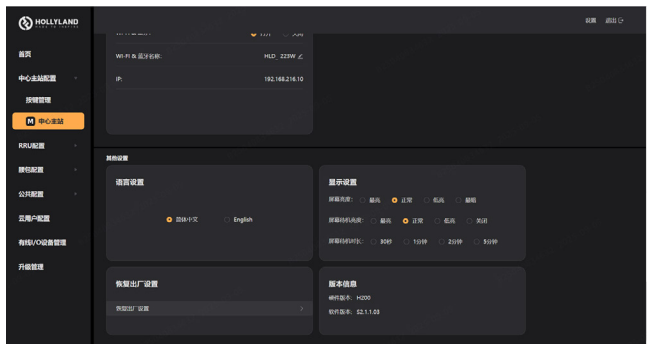 HOLLYLAND
设置 退出
首页
中心主站配置
按键管理
M 中心主站
RRU配置
腰包配置
公共配置
云用户配置
有线I/O设备管理
升级管理
WI-FI & 蓝牙名称: HLD_ 223W
IP: 192.168.218.10
其他设置
语言设置
简体中文 English
显示设置
屏幕亮度: 最高 正常 低高 最暗
屏幕待机亮度: 最高 正常 低高 关闭
屏幕待机时长: 30秒 1分钟 2分钟 5分钟
恢复出厂设置
恢复出厂设置
版本信息
硬件版本: H200
软件版本: S2.1.1.03